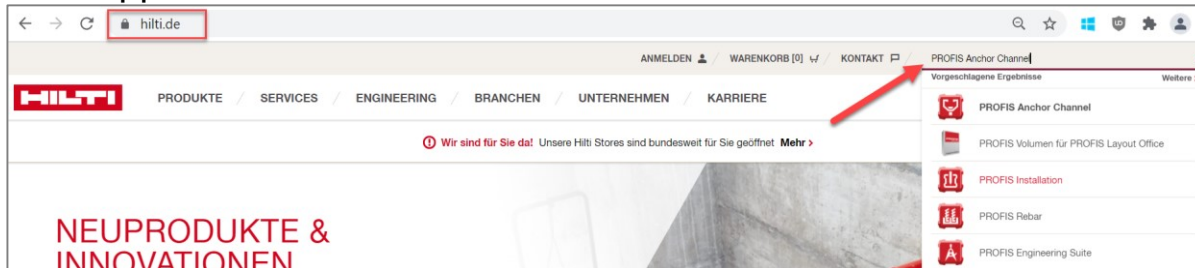 hilti.de
ANMELDEN / WARENKORB [0] / KONTAKT / PROFIS Anchor Channel
Vorgeschlagene Ergebnisse Weitere
HILTI PRODUKTE / SERVICES / ENGINEERING / BRANCHEN / UNTERNEHMEN / KARRIERE
PROFIS Anchor Channel
Wir sind für Sie da! Unsere Hilti Stores sind bundesweit für Sie geöffnet Mehr >
PROFIS Volumen für PROFIS Layout Office
PROFIS Installation
PROFIS Rebar
NEUPRODUKTE &
INNOVATIONEN
PROFIS Engineering Suite